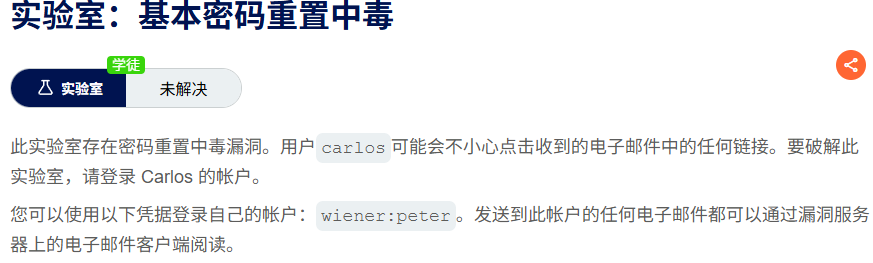 实验室：基本密码重置中毒
学徒
实验室 未解决
此实验室存在密码重置中毒漏洞。用户 carlos 可能会不小心点击收到的电子邮件中的任何链接。要破解此
实验室，请登录 Carlos 的帐户。
您可以使用以下凭据登录自己的帐户：wiener:peter 。发送到此帐户的任何电子邮件都可以通过漏洞服务
器上的电子邮件客户端阅读。